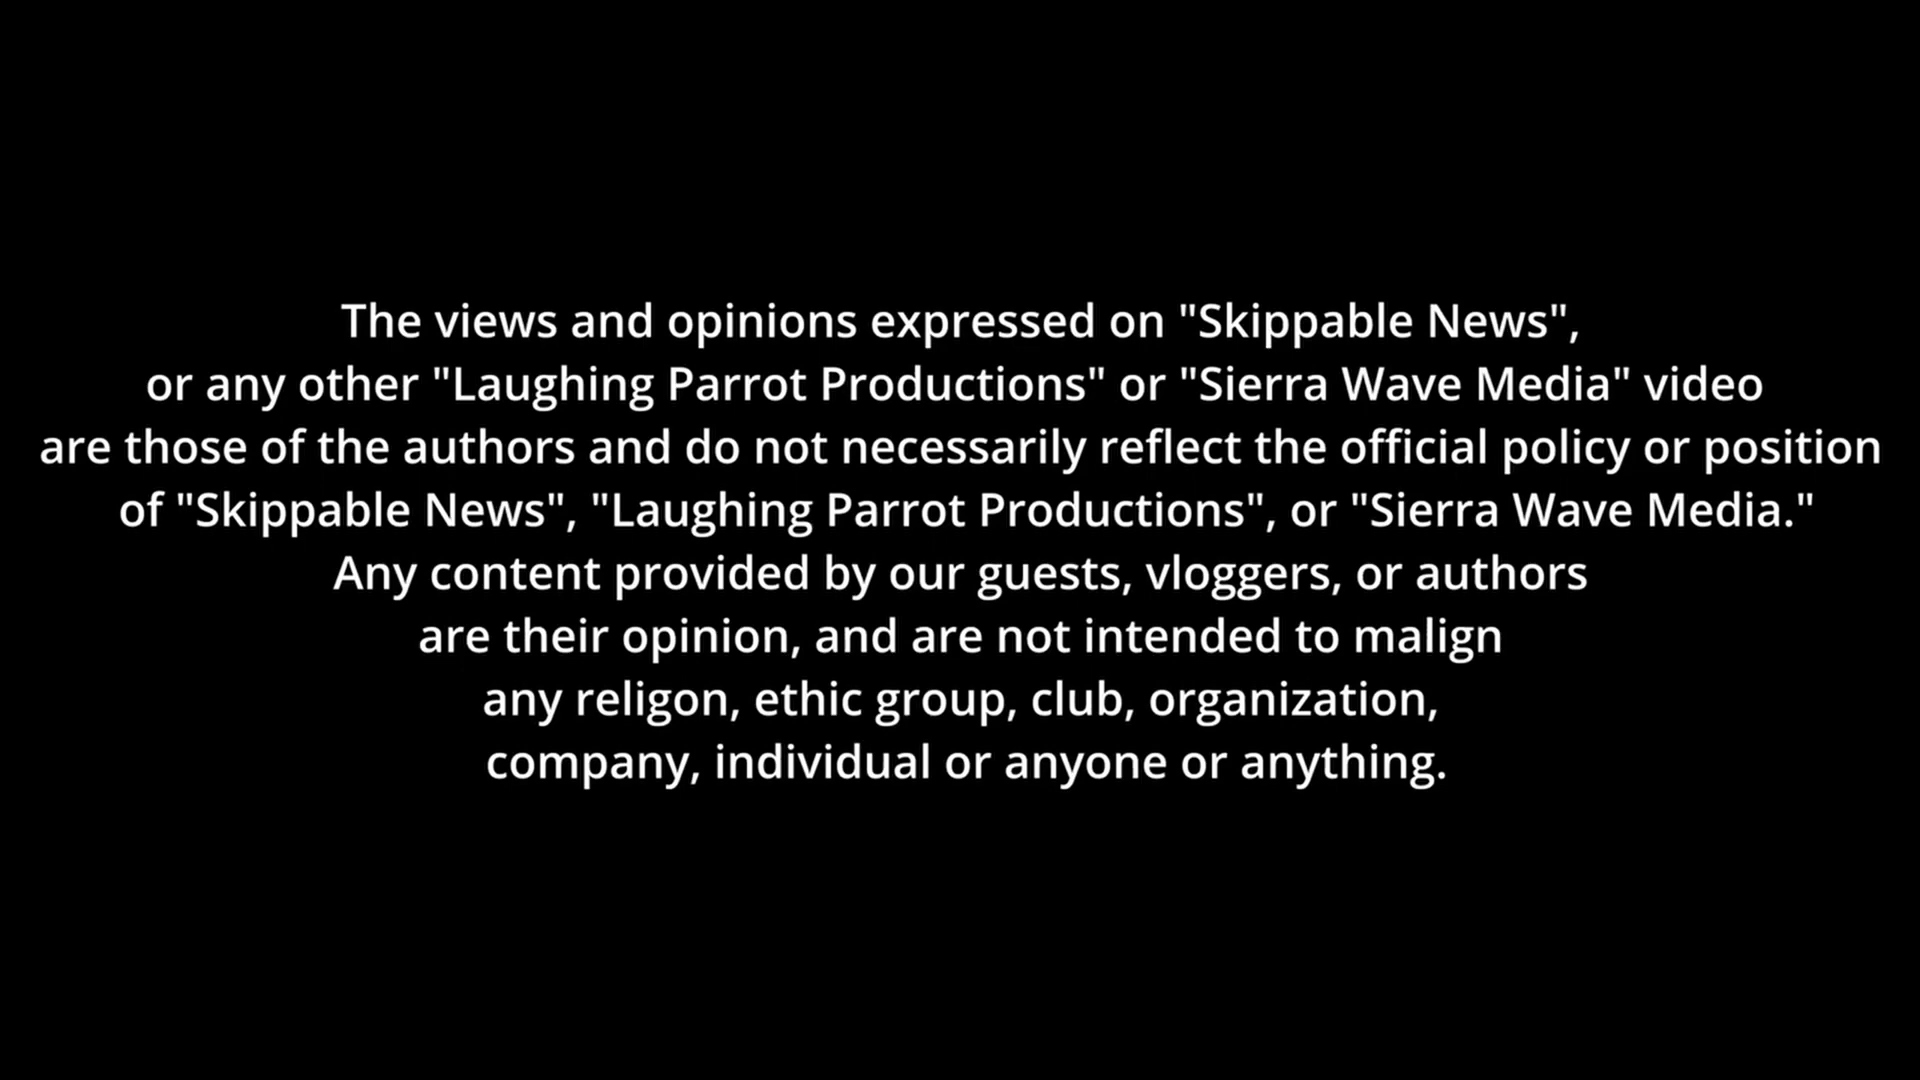 The views and opinions expressed on "Skippable News",
or any other "Laughing Parrot Productions" or "Sierra Wave Media" video
are those of the authors and do not necessarily reflect the official policy or position
of "Skippable News", "Laughing Parrot Productions", or "Sierra Wave Media."
Any content provided by our guests, vloggers, or authors
are their opinion, and are not intended to malign
any religon, ethic group, club, organization,
company, individual or anyone or anything.